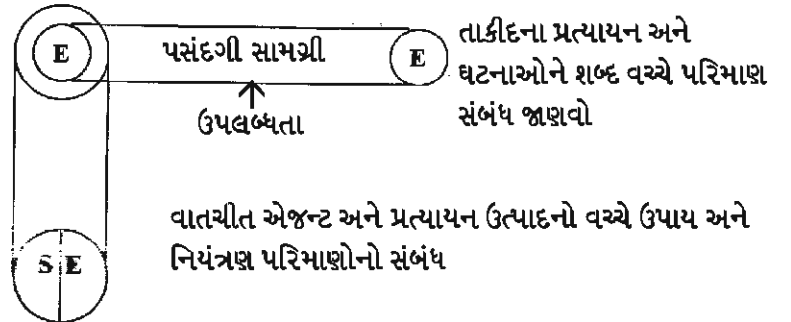 E
પસંદગી સામગ્રી
E
ઉપલબ્ધતા
તાકીદના પ્રત્યાયન અને
ઘટનાઓને શબ્દ વચ્ચે પરિમાણ
સંબંધ જાણવો
વાતચીત એજન્ટ અને પ્રત્યાયન ઉત્પાદનો વચ્ચે ઉપાય અને
નિયંત્રણ પરિમાણોનો સંબંધ
S E